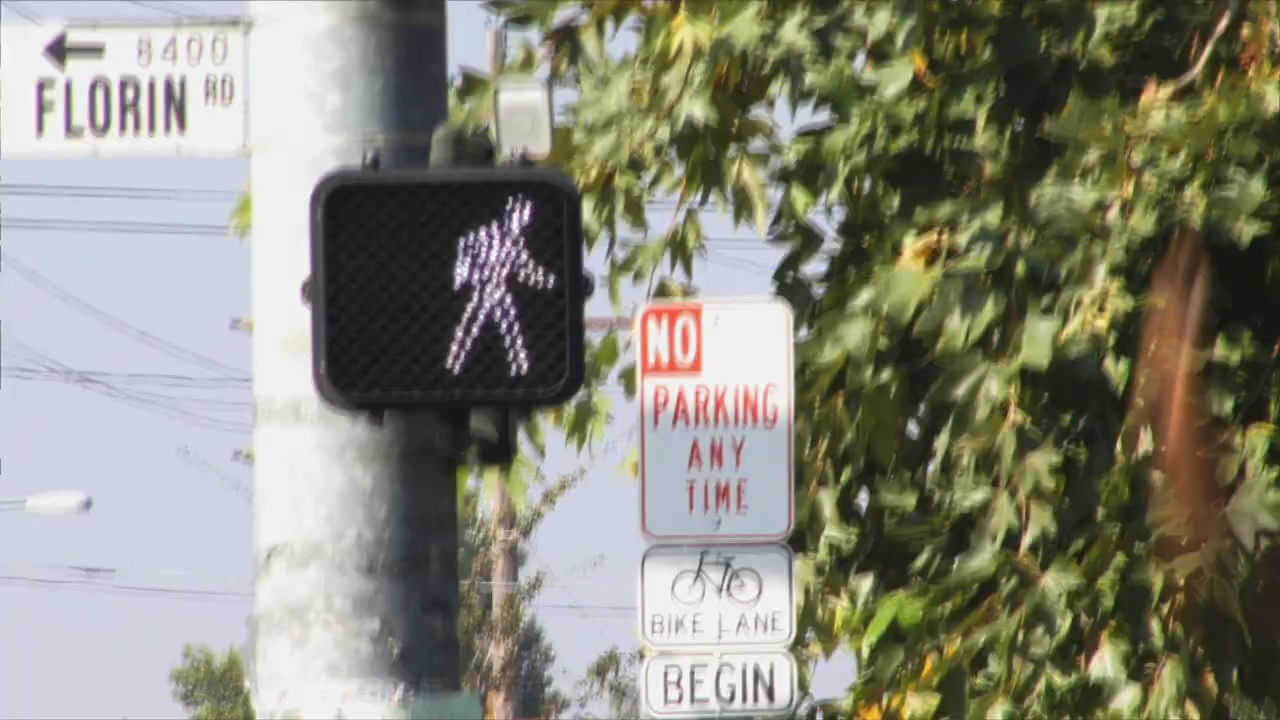 ← 8400
FLORIN RD
NO
PARKING
ANY
TIME
BIKE LANE
BEGIN